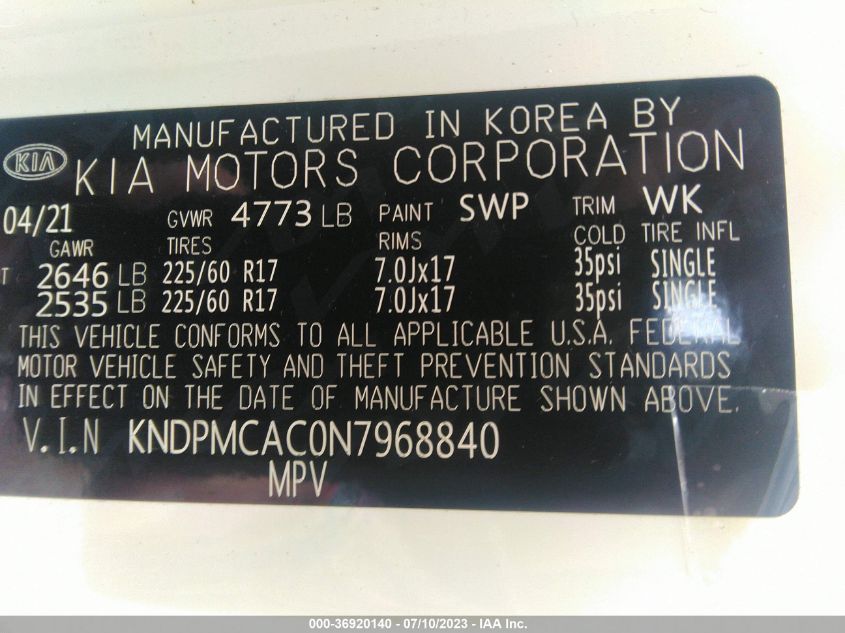 MANUFACTURED IN KOREA BY
KIA KIA MOTORS CORPORATION
04/21 GVWR 4773 LB PAINT SWP TRIM WK
GAWR TIRES RIMS COLD TIRE INFL
T 2646 LB 225/60 R17 7.0Jx17 35psi SINGLE
2535 LB 225/60 R17 7.0Jx17 35psi SINGLE
THIS VEHICLE CONFORMS TO ALL APPLICABLE U.S.A. FEDERAL
MOTOR VEHICLE SAFETY AND THEFT PREVENTION STANDARDS
IN EFFECT ON THE DATE OF MANUFACTURE SHOWN ABOVE.
V.I.N KNDPMCAC0N7968840
MPV
000-36920140 - 07/10/2023 - © IAA Inc.